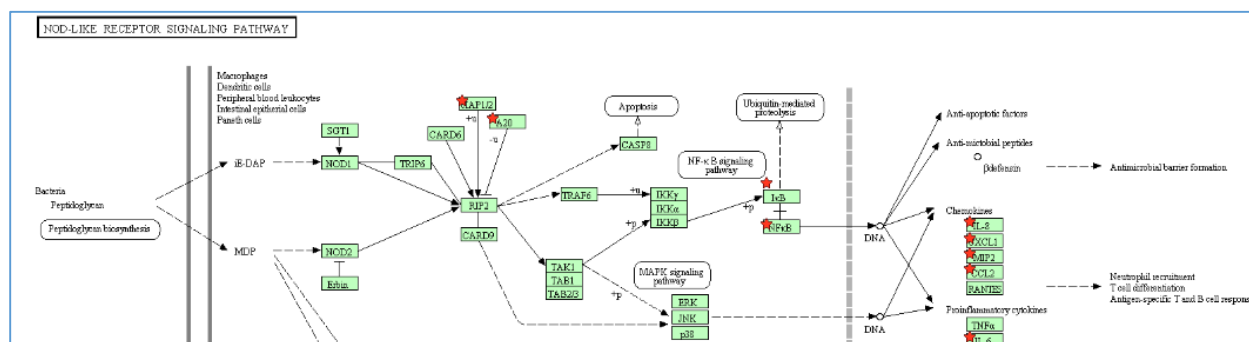 NOD-LIKE RECEPTOR SIGNALING PATHWAY
Macrophages
Dendritic cells
Peripheral blood leukocytes
Intestinal epitherial cells
Paneth cells
SGT1
iE-DAP
NOD1
TRIP6
CARD6
IAP1/2
+u
A20
-u
Apoptosis
CASP8
Ubiquitin-mediated
proteolysis
NF-κ B signaling
pathway
Bacteria
Peptidoglycan
Peptidoglycan biosynthesis
MDP
NOD2
Erbin
RIP2
CARD9
TRAF6
+u
IKKγ
IKKα
IKKβ
+p
+p
IκB
NFκB
TAK1
TAB1
TAB2/3
+p
MAPK signaling
pathway
ERK
JNK
p38
DNA
DNA
Anti-apoptotic factors
Anti-mictobial peptides
βdefensin
Antimicrobial barrier formation
Chemokines
IL-8
CXCL1
MIP2
CCL2
RANTES
Neutrophil recruitment
T cell differentiation
Antigen-specific T and B cell respons
Proinflammatory cytokines
TNFα
IL-6